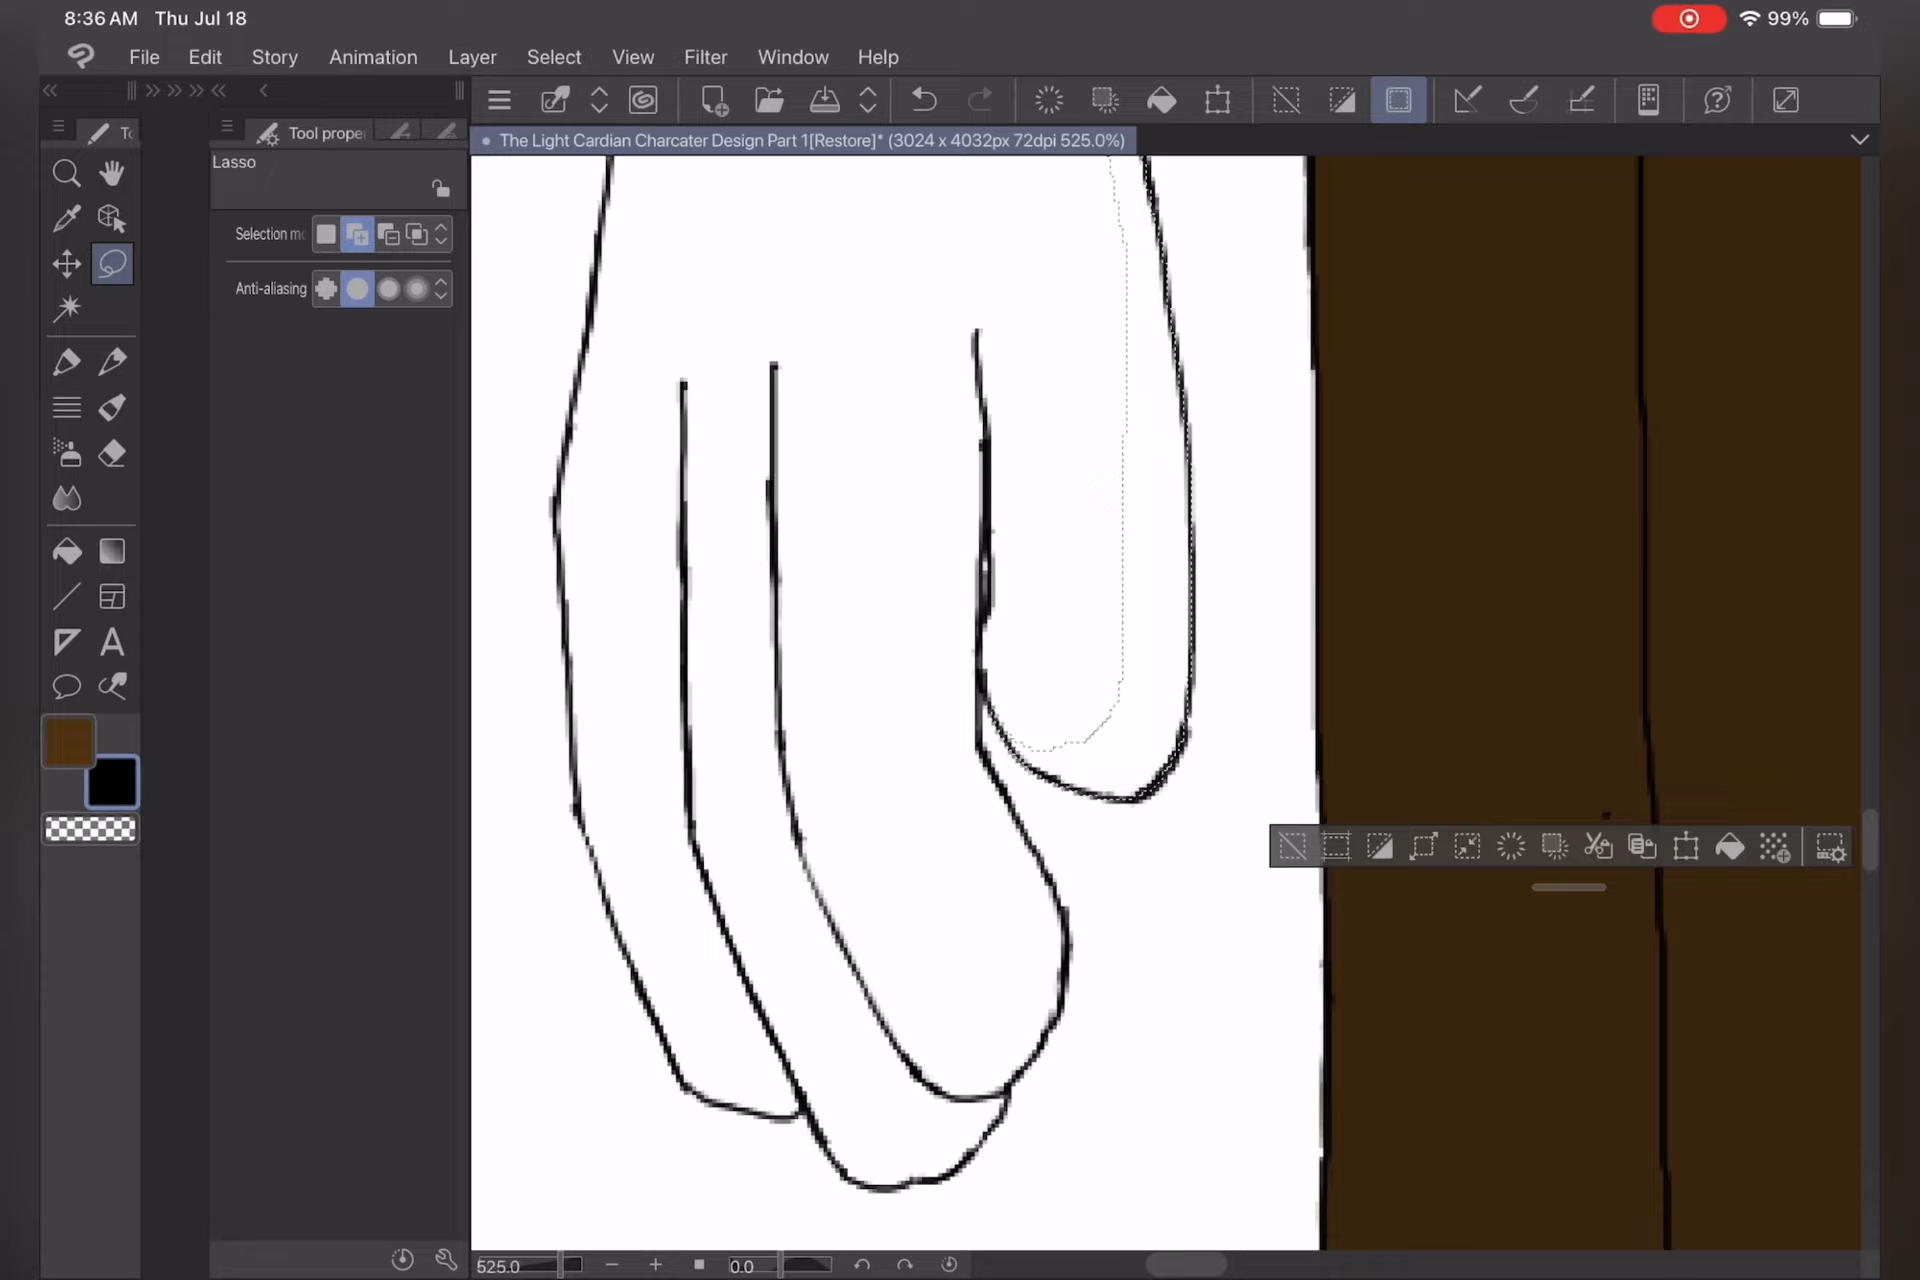 8:36 AM Thu Jul 18
99%
File Edit Story Animation Layer Select View Filter Window Help
Tool proper
The Light Cardian Charcater Design Part 1[Restore]* (3024 x 4032px 72dpi 525.0%)
Lasso
Selection mo
Anti-aliasing
525.0
0.0